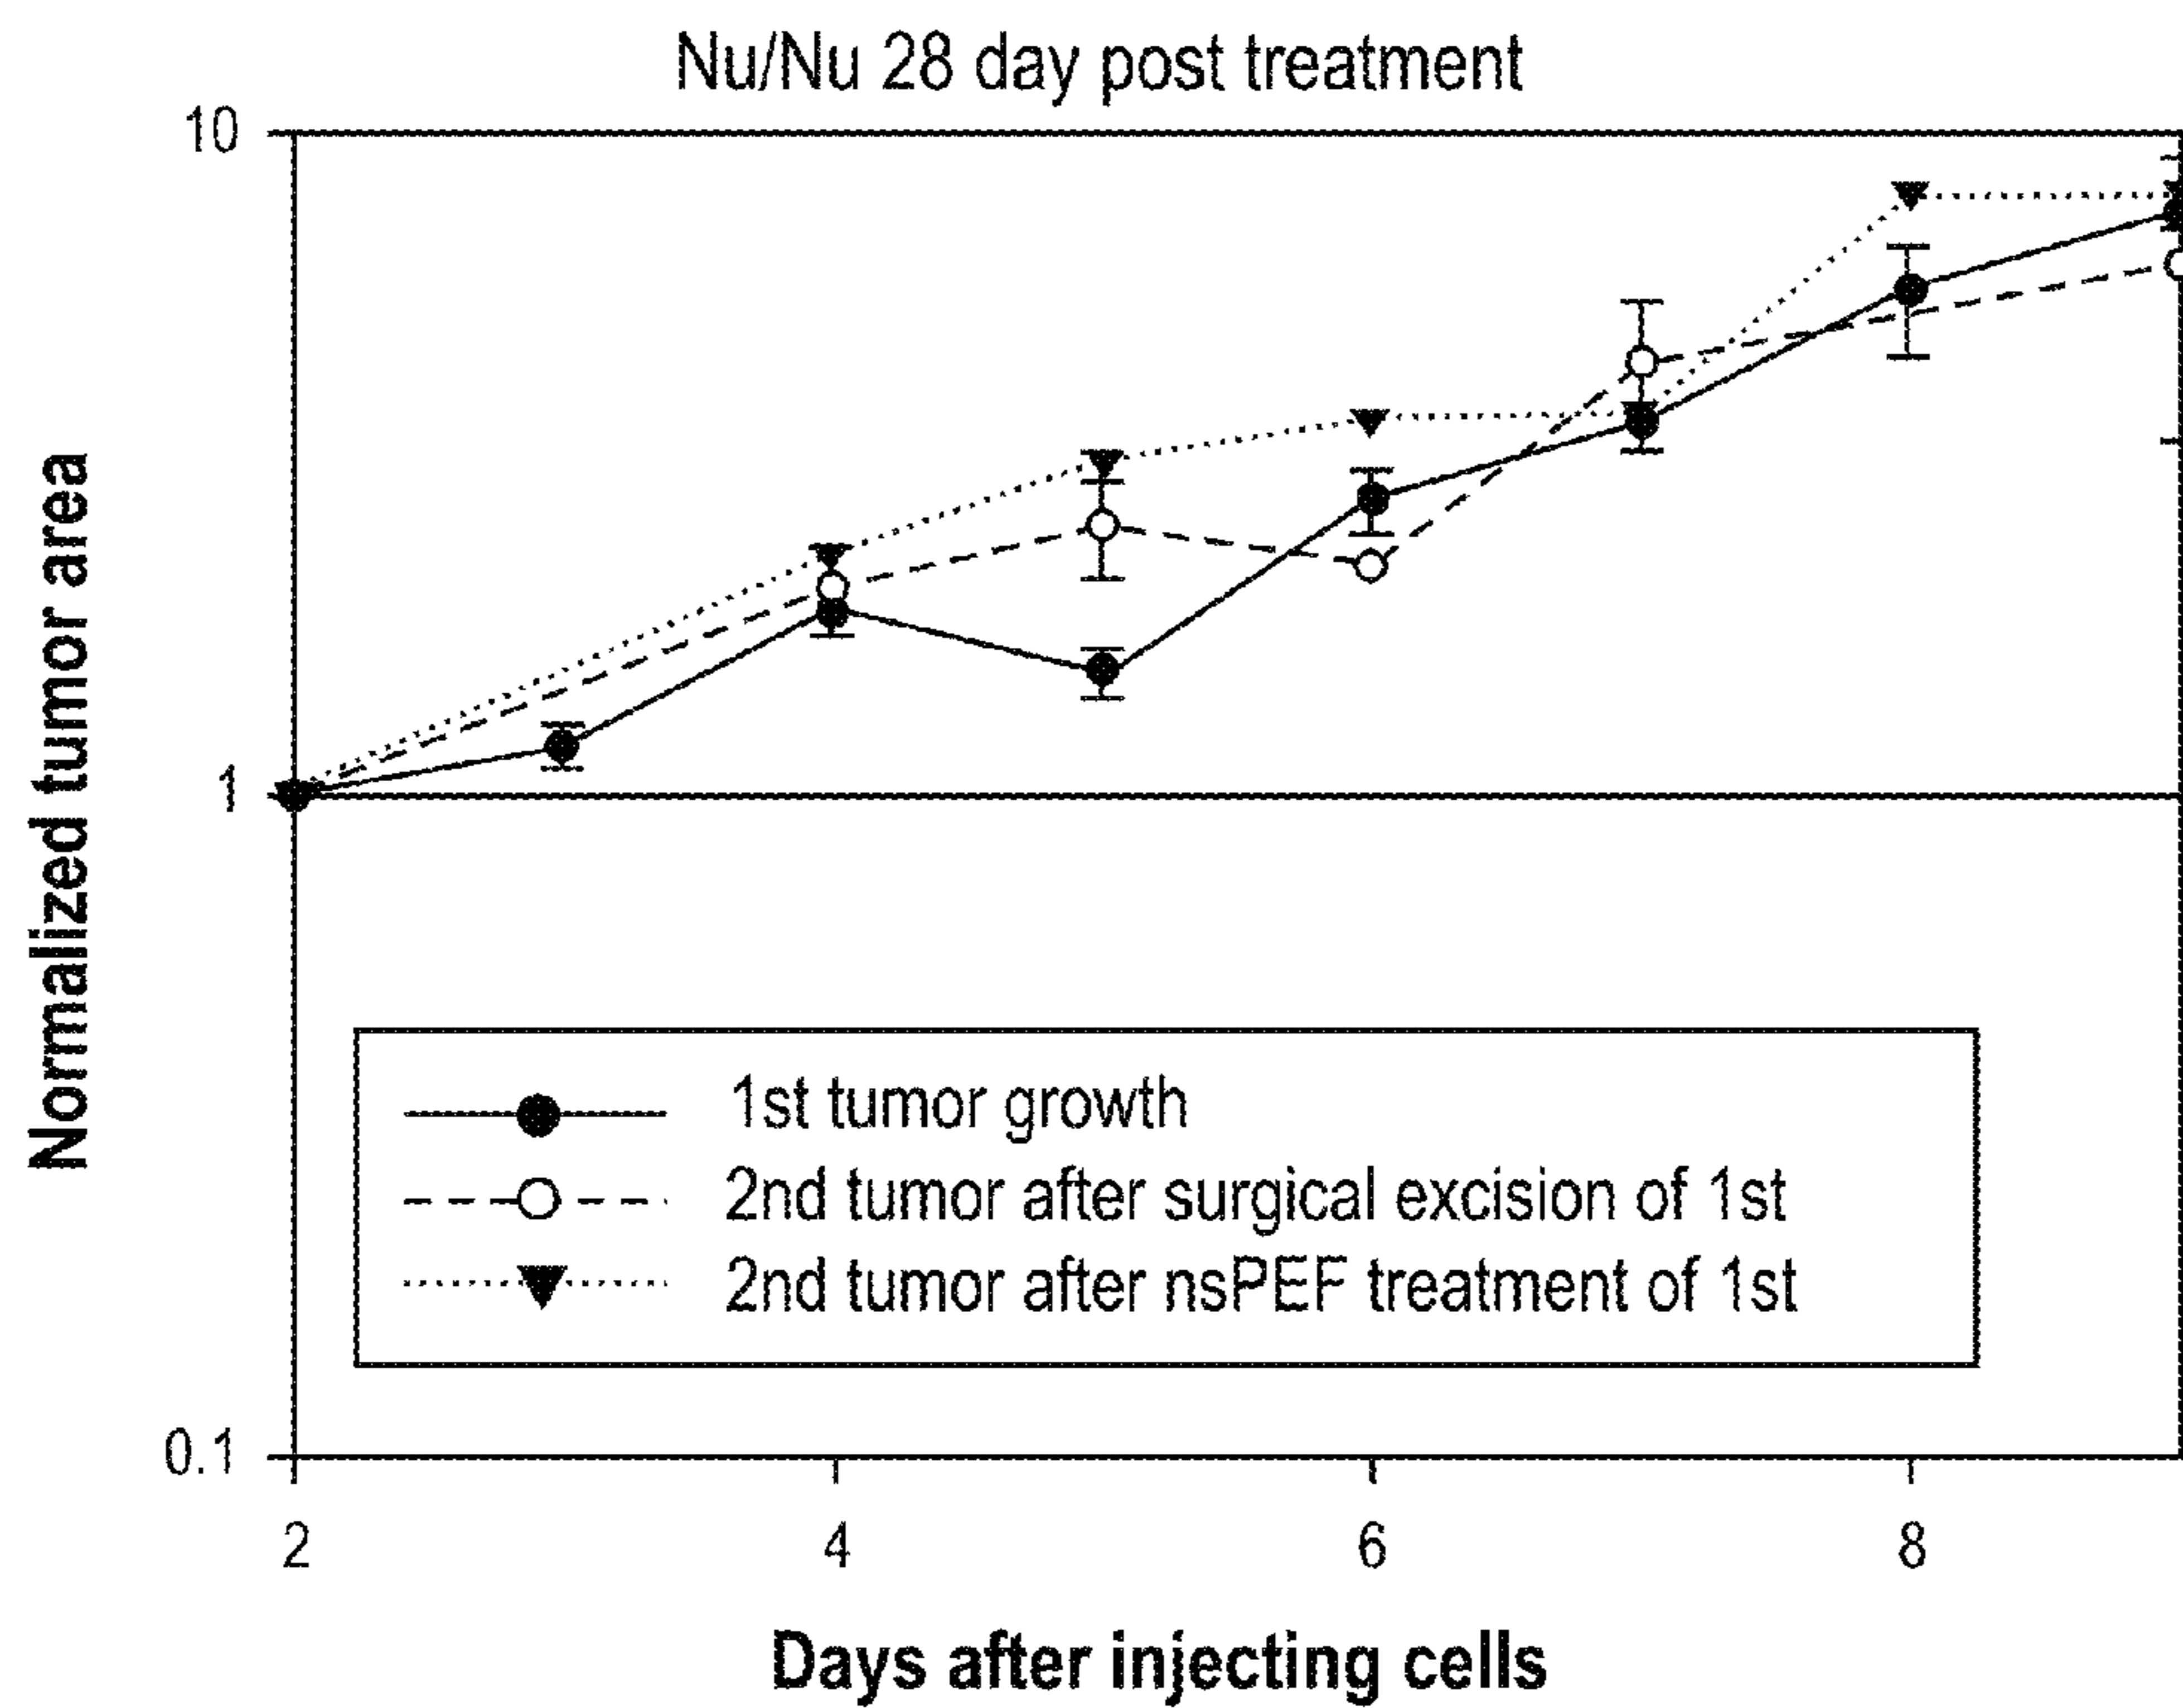 Nu/Nu 28 day post treatment
10
1
0.1
Normalized tumor area
1st tumor growth
2nd tumor after surgical excision of 1st
2nd tumor after nsPEF treatment of 1st
2 4 6 8
Days after injecting cells